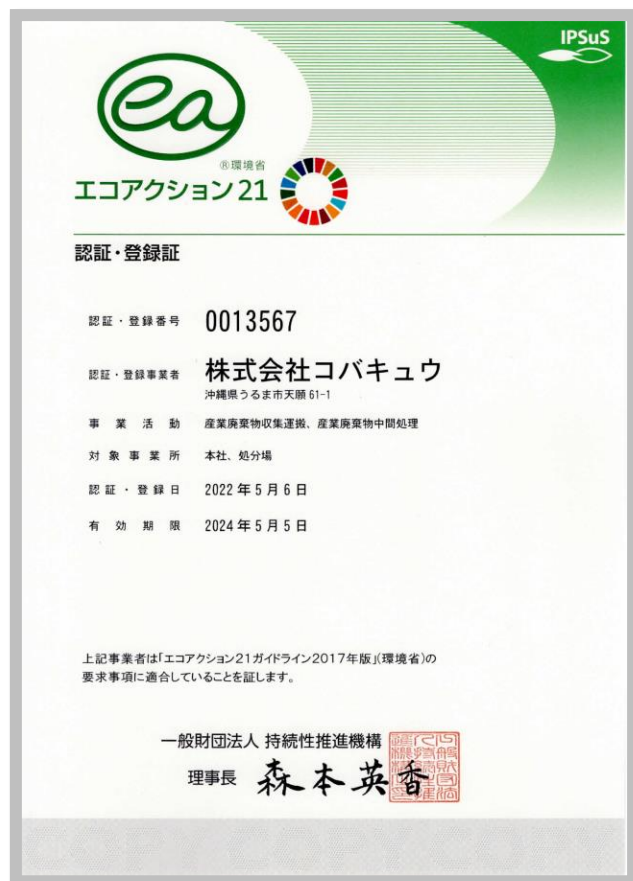 IPSuS
ea
®環境省
エコアクション21
認証・登録証
認証・登録番号 0013567
認証・登録事業者 株式会社コバキュウ
沖縄県うるま市天願 61-1
事業活動 産業廃棄物収集運搬、産業廃棄物中間処理
対象事業所 本社、処分場
認証・登録日 2022年5月6日
有効期限 2024年5月5日
上記事業者は「エコアクション21ガイドライン2017年版」(環境省)の
要求事項に適合していることを証します。
一般財団法人 持続性推進機構
理事長 森本英香